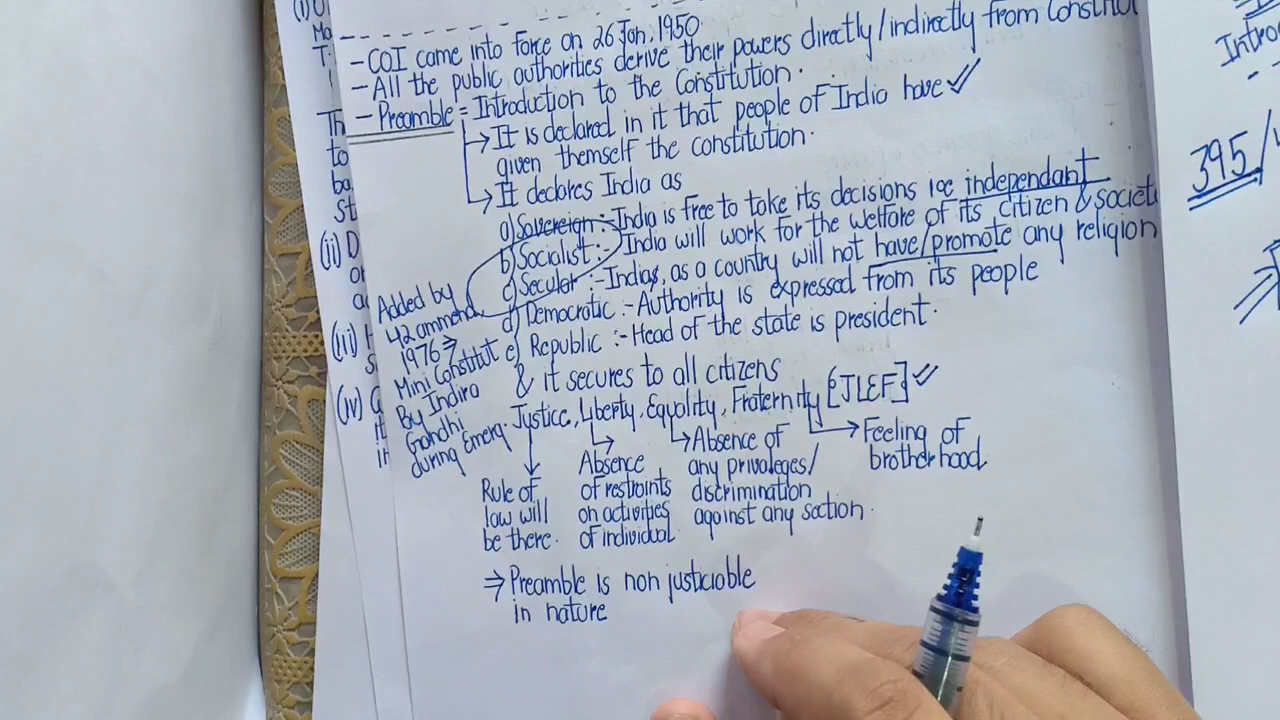 - COI came into force on 26 Jan, 1950.
- All the public authorities derive their powers directly/indirectly from
the Constitution.
- Preamble = Introduction to the Constitution.
→ It is declared in it that people of India have ✓
given themself the constitution.
→ It declares India as
a) Sovereign :- India is free to take its decisions i.e independant
b) Socialist :- India will work for the welfare of its citizen &
c) Secular :- India, as a country will not have/promote any religion
d) Democratic :- Authority is expressed from its people
e) Republic :- Head of the state is president.
Added by
42 ammend,
1976 ⇒
Mini Constitut
By Indira
Gandhi
during Emerg.
& it secures to all citizens
Justice, Liberty, Equality, Fraternity [JLEF] ✓
Rule of
law will
be there.
Absence
of restraints
on activities
of individual
Absence of
any privaleges/
discrimination
against any section.
Feeling of
brotherhood.
⇒ Preamble is non justiciable
in nature
(ii)
(iii)
(iv)
395/